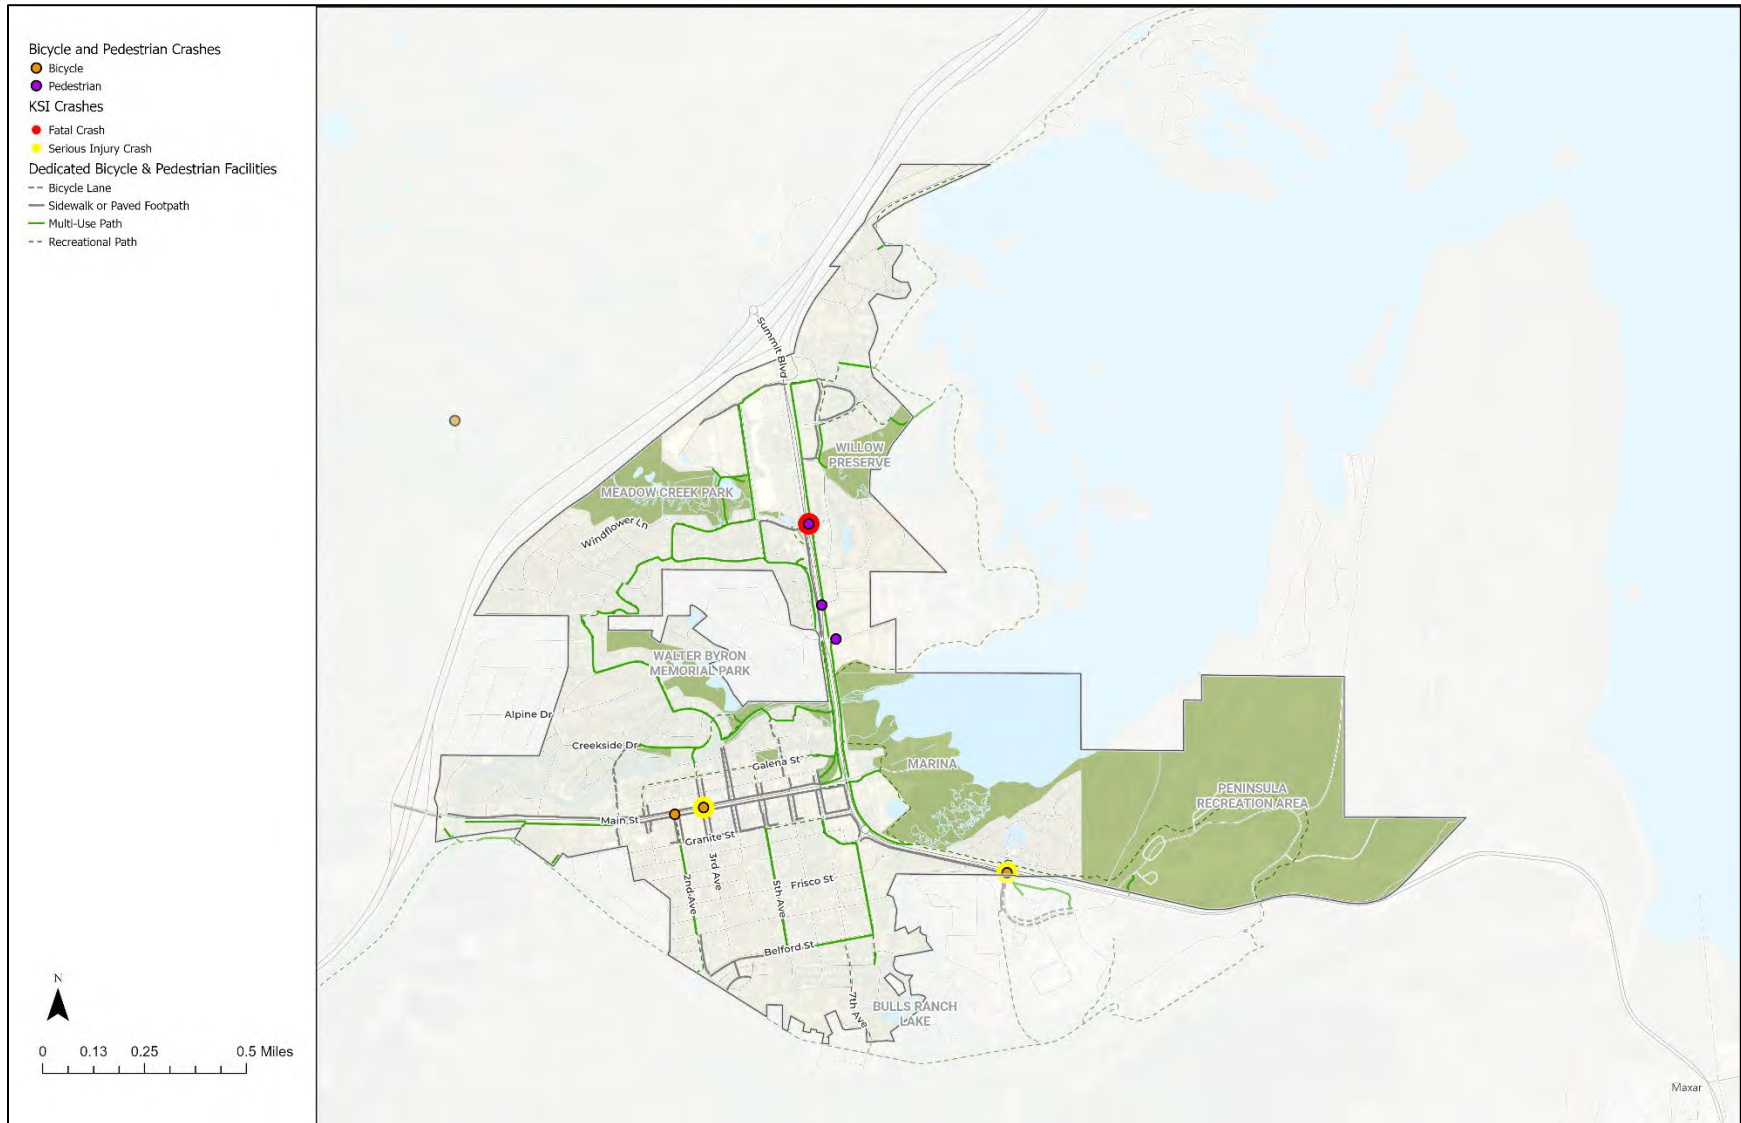 Bicycle and Pedestrian Crashes
Bicycle
Pedestrian
KSI Crashes
Fatal Crash
Serious Injury Crash
Dedicated Bicycle & Pedestrian Facilities
Bicycle Lane
Sidewalk or Paved Footpath
Multi-Use Path
Recreational Path
Summit Blvd
WILLOW
PRESERVE
MEADOW CREEK PARK
Windflower Ln
WALTER BYRON
MEMORIAL PARK
Alpine Dr
Creekside Dr
Galena St
MARINA
PENINSULA
RECREATION AREA
Main St
Granite St
3rd Ave
2nd Ave
5th Ave
Frisco St
Belford St
7th Ave
BULLS RANCH
LAKE
N
0 0.13 0.25 0.5 Miles
Maxar